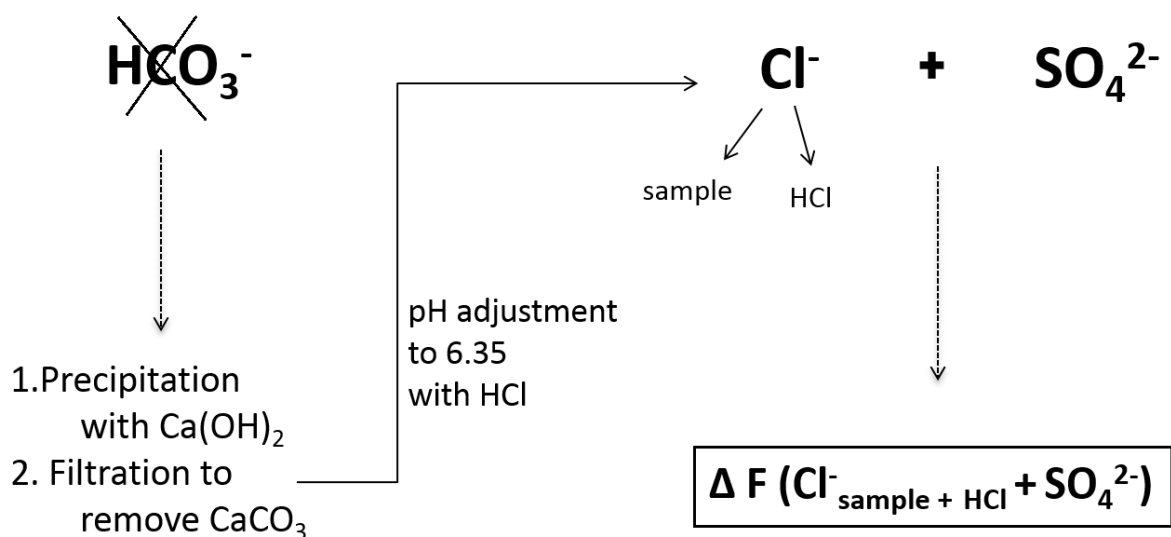 HCO₃⁻
Cl⁻ + SO₄²⁻
sample HCl
pH adjustment
to 6.35
with HCl
1.Precipitation
with Ca(OH)₂
2. Filtration to
remove CaCO₃
Δ F (Cl⁻sample + HCl + SO₄²⁻)